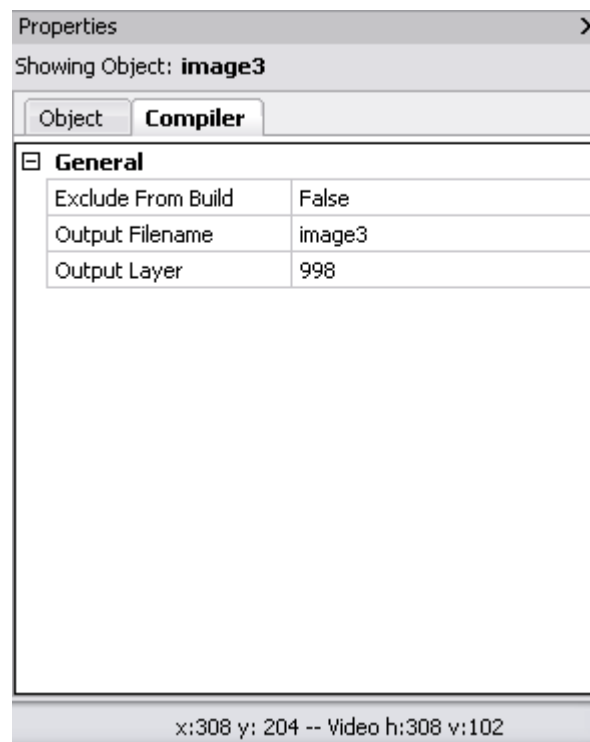 Properties
Showing Object: image3
Object Compiler
General
Exclude From Build False
Output Filename image3
Output Layer 998
x:308 y: 204 -- Video h:308 v:102